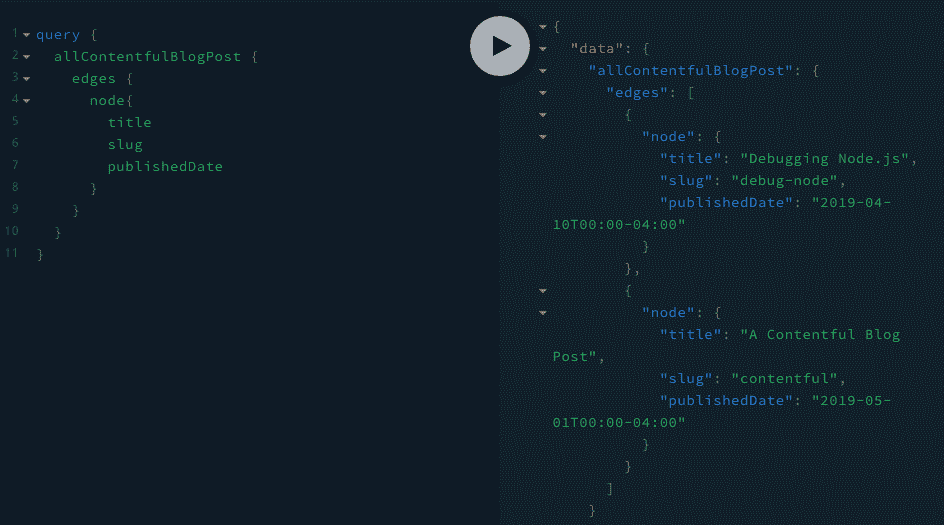 1 query {
2 allContentfulBlogPost {
3 edges {
4 node{
5 title
6 slug
7 publishedDate
8 }
9 }
10 }
11 }
{
"data": {
"allContentfulBlogPost": {
"edges": [
{
"node": {
"title": "Debugging Node.js",
"slug": "debug-node",
"publishedDate": "2019-04-
10T00:00-04:00"
}
},
{
"node": {
"title": "A Contentful Blog
Post",
"slug": "contentful",
"publishedDate": "2019-05-
01T00:00-04:00"
}
}
]
}